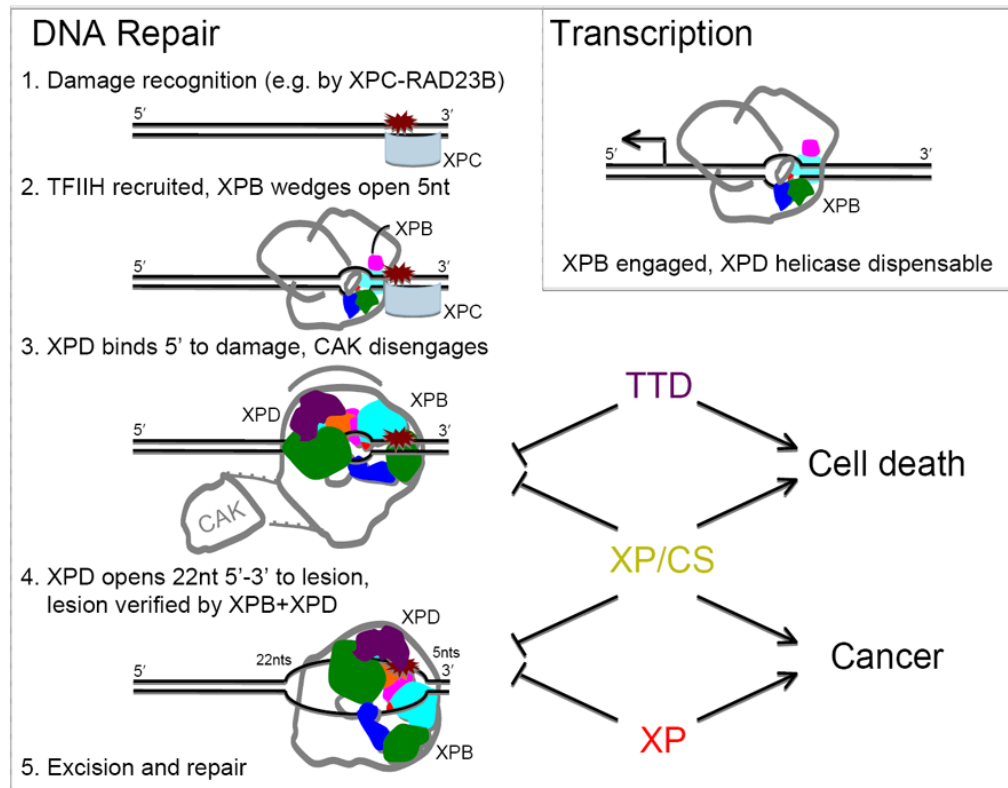 DNA Repair
1. Damage recognition (e.g. by XPC-RAD23B)
5′
3′
XPC
2. TFIIH recruited, XPB wedges open 5nt
XPB
5′
3′
XPC
3. XPD binds 5' to damage, CAK disengages
XPD
XPB
5′
3′
CAK
4. XPD opens 22nt 5'-3' to lesion,
lesion verified by XPB+XPD
XPD
22nts
5nts
5′
3′
XPB
5. Excision and repair
Transcription
5′
3′
XPB
XPB engaged, XPD helicase dispensable
TTD
Cell death
XP/CS
Cancer
XP